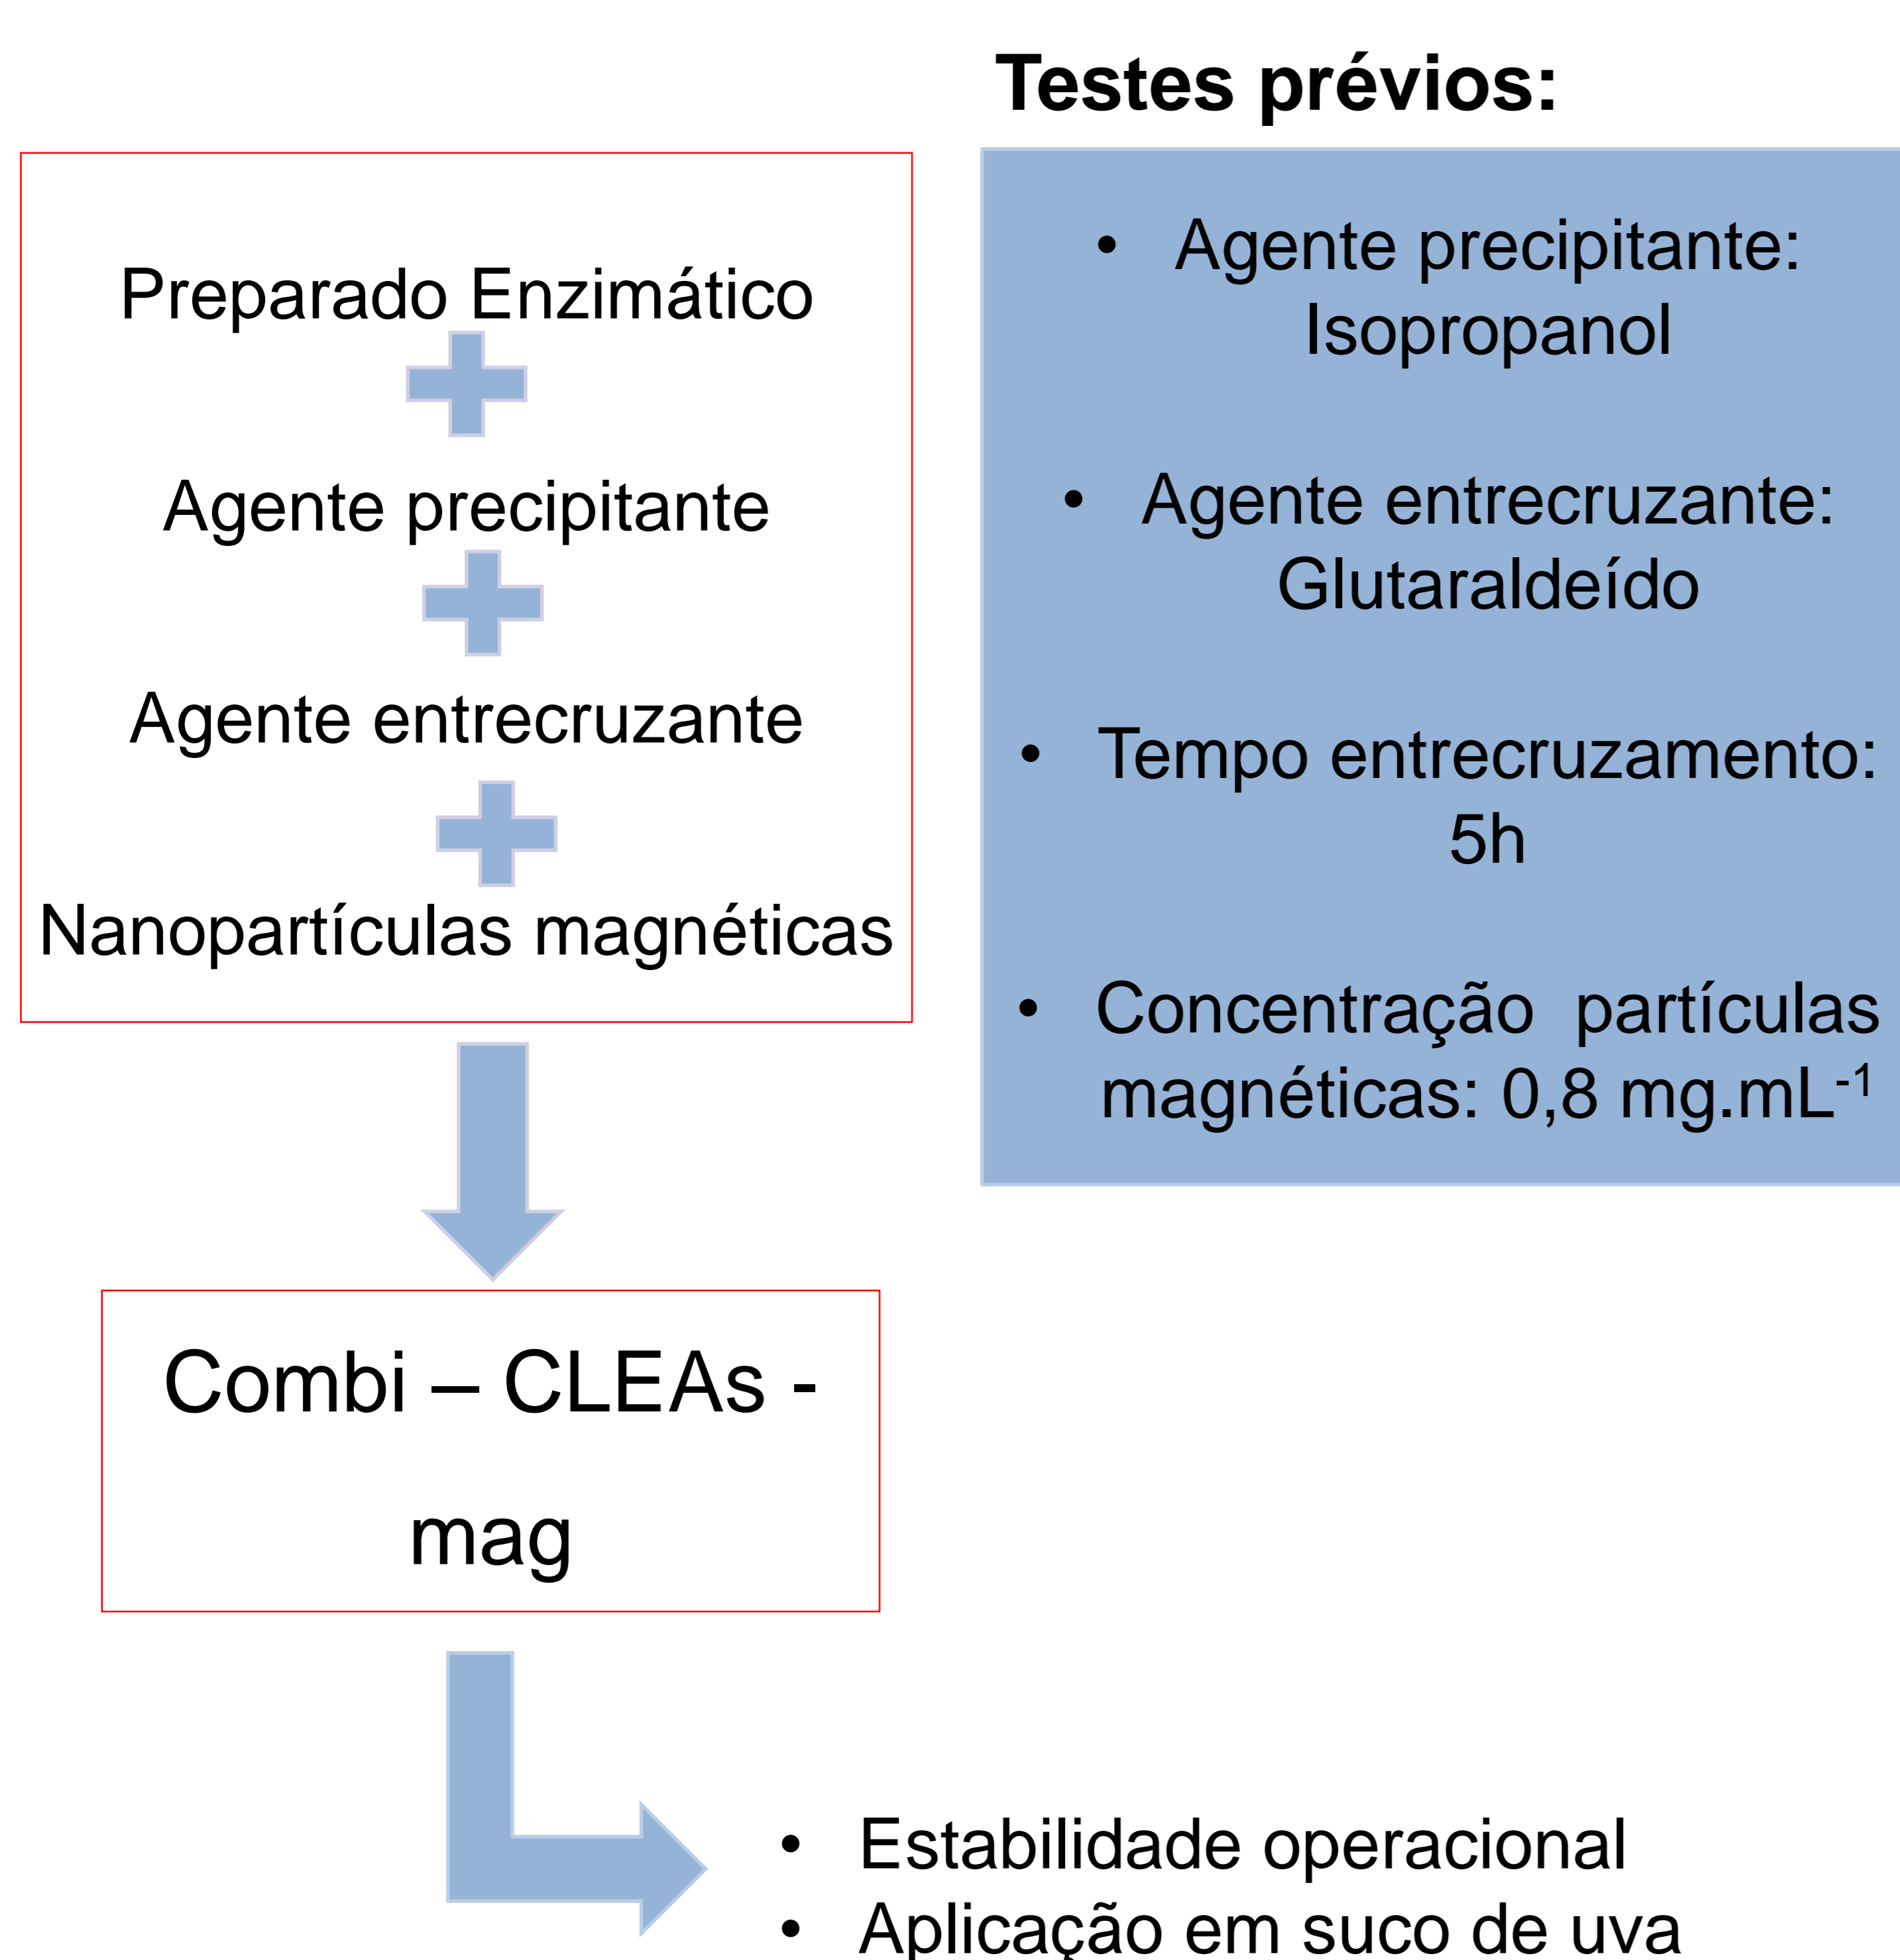 Testes prévios:
Preparado Enzimático
Agente precipitante
Agente entrecruzante
Nanopartículas magnéticas
• Agente precipitante:
Isopropanol
• Agente entrecruzante:
Glutaraldeído
• Tempo entrecruzamento:
5h
• Concentração partículas
magnéticas: 0,8 mg.mL⁻¹
Combi – CLEAs -
mag
• Estabilidade operacional
• Aplicação em suco de uva